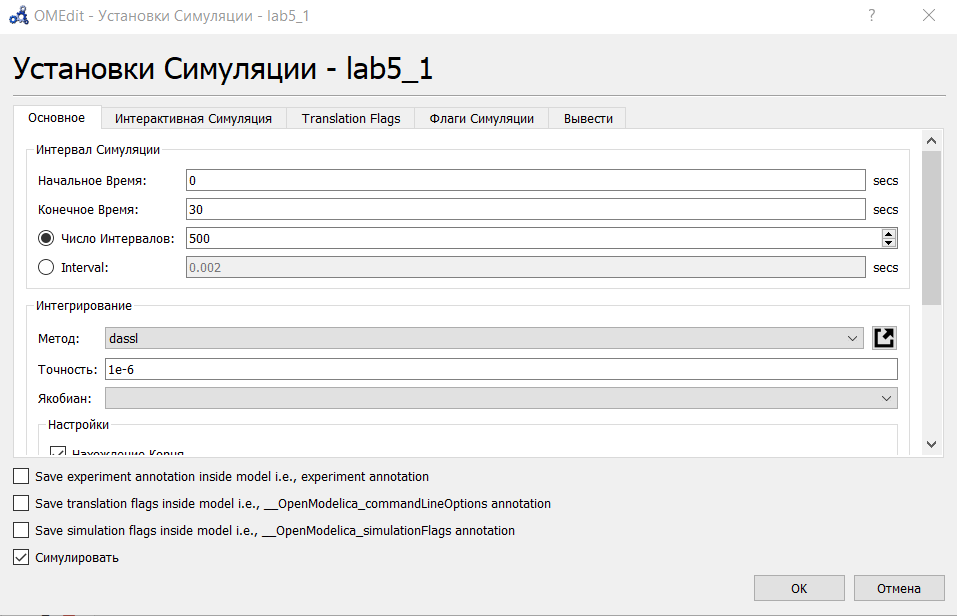 OMEdit - Установки Симуляции - lab5_1
?
Установки Симуляции - lab5_1
Основное Интерактивная Симуляция Translation Flags Флаги Симуляции Вывести
Интервал Симуляции
Начальное Время: 0 secs
Конечное Время: 30 secs
Число Интервалов: 500
Interval: 0.002 secs
Интегрирование
Метод: dassl
Точность: 1e-6
Якобиан:
Настройки
Нахождение Корня
Save experiment annotation inside model i.e., experiment annotation
Save translation flags inside model i.e., __OpenModelica_commandLineOptions annotation
Save simulation flags inside model i.e., __OpenModelica_simulationFlags annotation
Симулировать
OK Отмена